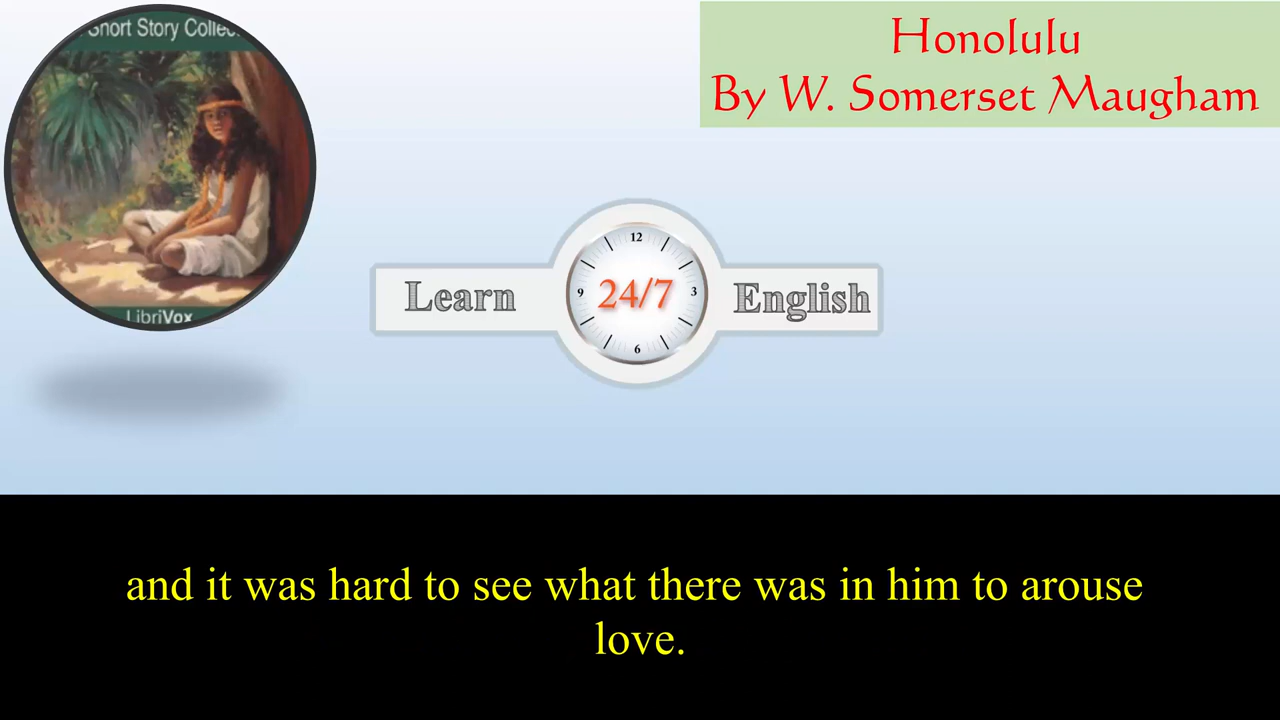 Short Story Collec
Honolulu
By W. Somerset Maugham
12
Learn
9
24/7
3
English
6
LibriVox
and it was hard to see what there was in him to arouse
love.